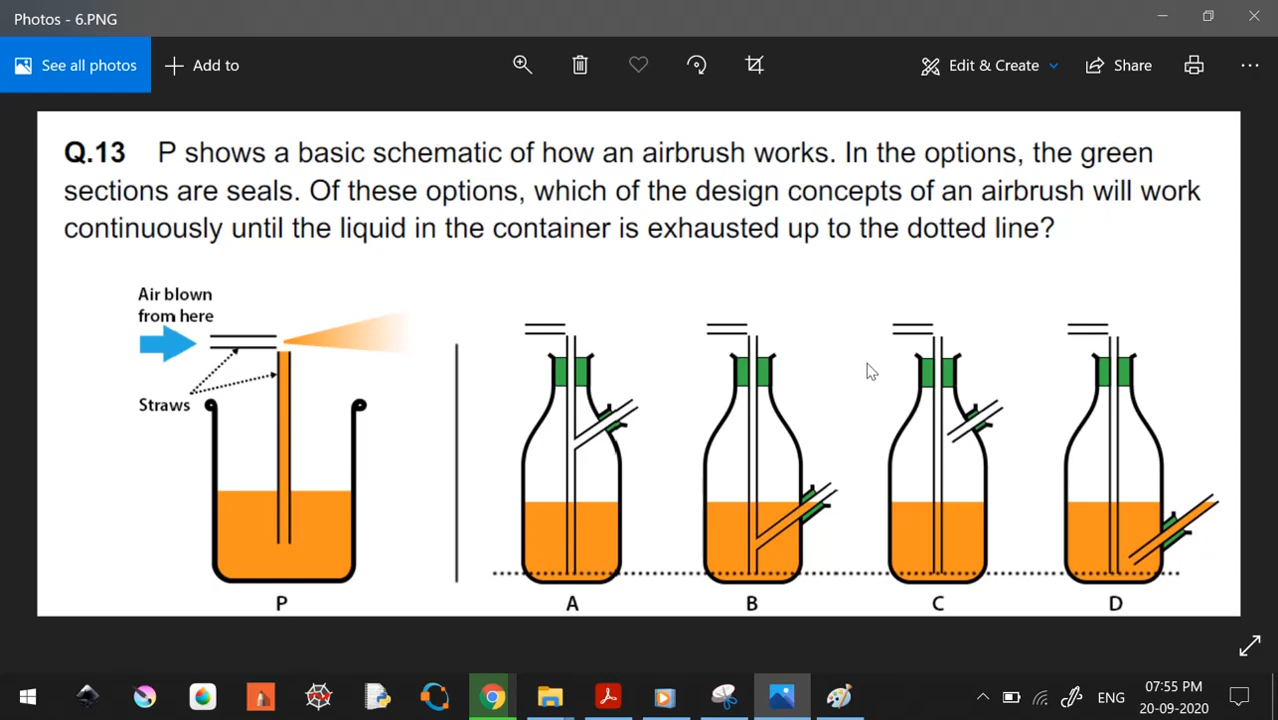 Photos - 6.PNG
See all photos
Add to
Edit & Create
Share
Q.13 P shows a basic schematic of how an airbrush works. In the options, the green
sections are seals. Of these options, which of the design concepts of an airbrush will work
continuously until the liquid in the container is exhausted up to the dotted line?
Air blown
from here
Straws
P
A
B
C
D
ENG
07:55 PM
20-09-2020